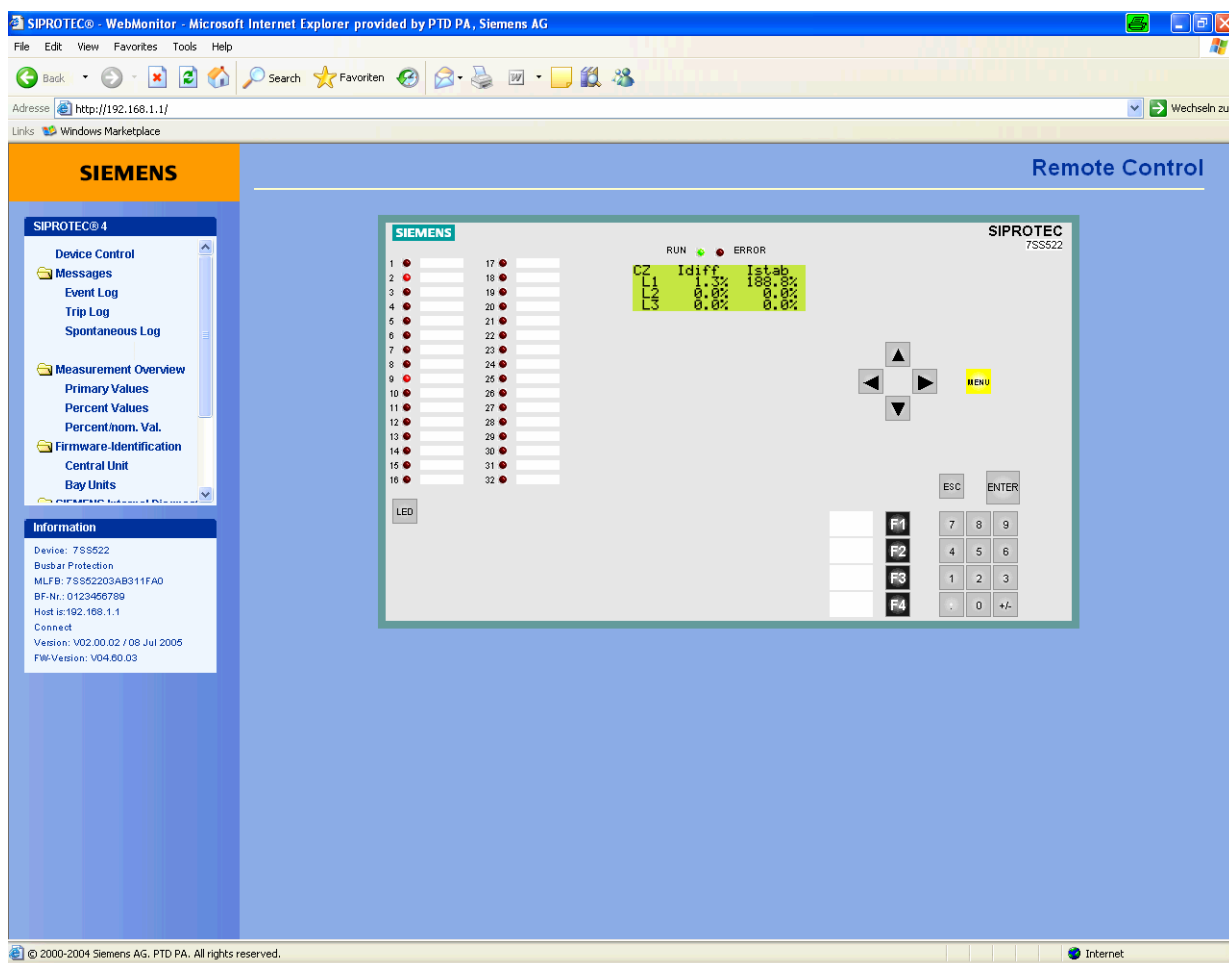 SIPROTEC® - WebMonitor - Microsoft Internet Explorer provided by PTD PA, Siemens AG
File Edit View Favorites Tools Help
Back Search Favoriten
Adresse http://192.168.1.1/ Wechseln zu
Links Windows Marketplace
SIEMENS
Remote Control
SIPROTEC® 4
Device Control
Messages
Event Log
Trip Log
Spontaneous Log
Measurement Overview
Primary Values
Percent Values
Percent/nom. Val.
Firmware-Identification
Central Unit
Bay Units
Information
Device: 7SS522
Busbar Protection
MLFB: 7SS52203AB311FA0
BF-Nr.: 0123456789
Host is:192.168.1.1
Connect
Version: V02.00.02 / 08 Jul 2005
FW-Version: V04.60.03
SIEMENS
SIPROTEC
7SS522
RUN ERROR
CZ Idiff Istab
L1 1.3% 188.8%
L2 0.0% 0.0%
L3 0.0% 0.0%
1 17
2 18
3 19
4 20
5 21
6 22
7 23
8 24
9 25
10 26
11 27
12 28
13 29
14 30
15 31
16 32
LED
MENU
ESC ENTER
F1 7 8 9
F2 4 5 6
F3 1 2 3
F4 . 0 +/-
© 2000-2004 Siemens AG. PTD PA. All rights reserved.
Internet